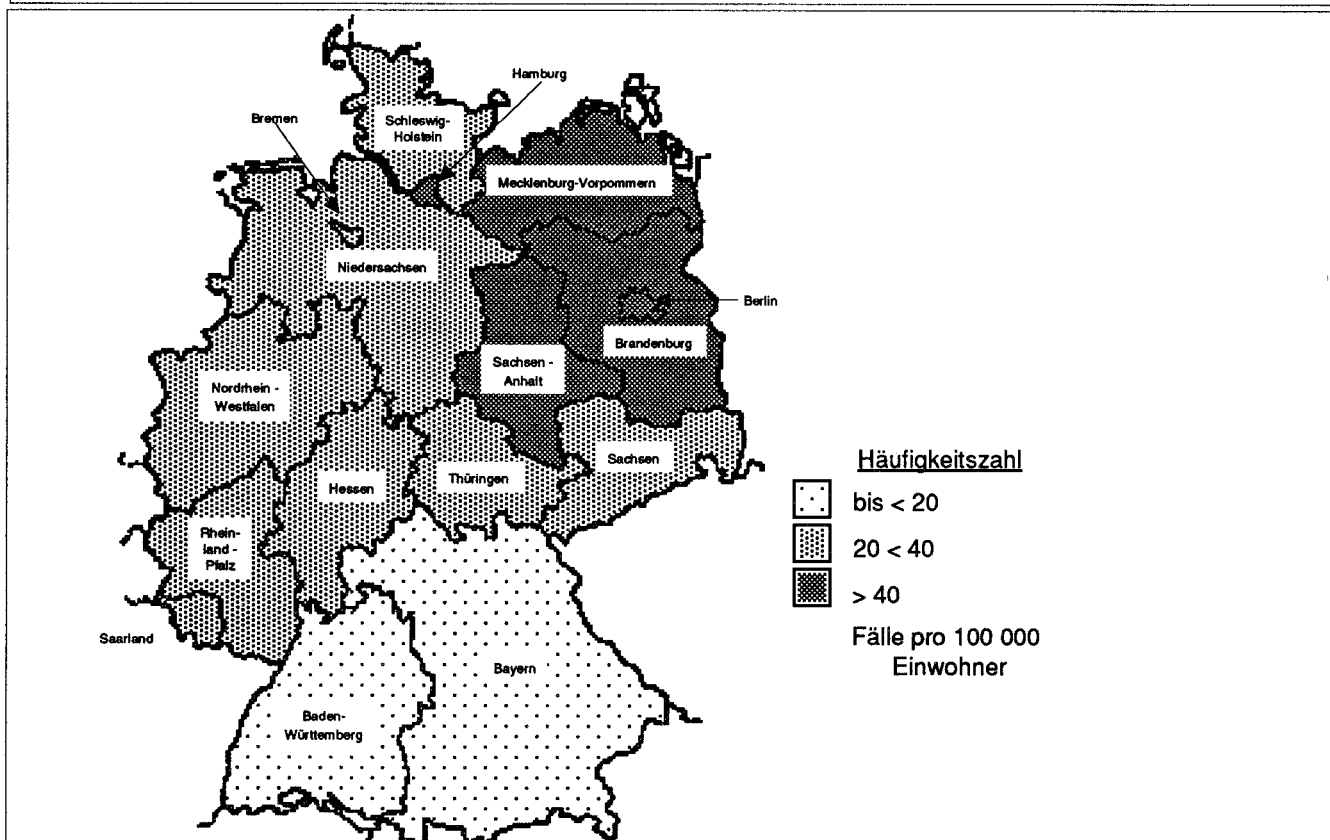 Hamburg
Bremen
Schleswig-
Holstein
Mecklenburg-Vorpommern
Niedersachsen
Berlin
Brandenburg
Sachsen -
Anhalt
Nordrhein -
Westfalen
Sachsen
Thüringen
Hessen
Rhein-
land -
Pfalz
Saarland
Bayern
Baden-
Württemberg
Häufigkeitszahl
bis < 20
20 < 40
> 40
Fälle pro 100 000
Einwohner